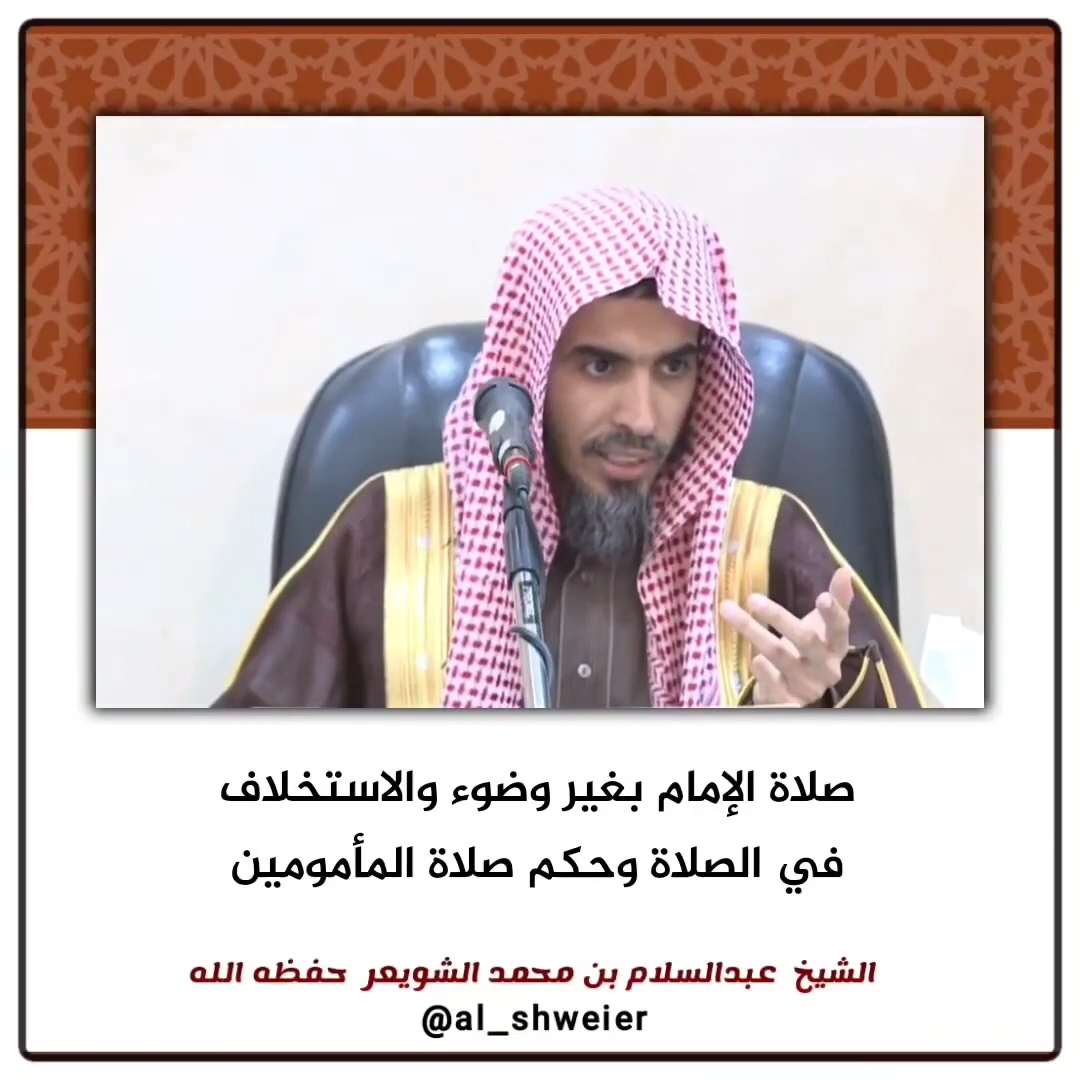 صلاة الإمام بغير وضوء والاستخلاف
في الصلاة وحكم صلاة المأمومين
الشيخ عبدالسلام بن محمد الشويعر حفظه الله
@al_shweier